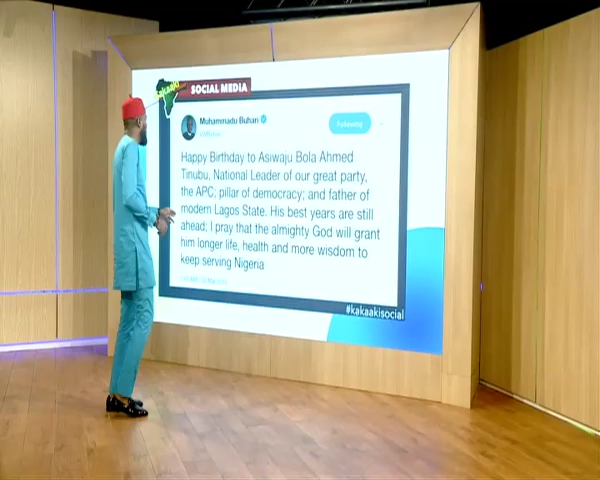 Kakaaki
SOCIAL MEDIA
Muhammadu Buhari
Following
Happy Birthday to Asiwaju Bola Ahmed
Tinubu, National Leader of our great party,
the APC; pillar of democracy; and father of
modern Lagos State. His best years are still
ahead; I pray that the almighty God will grant
him longer life, health and more wisdom to
keep serving Nigeria
#kakaakisocial